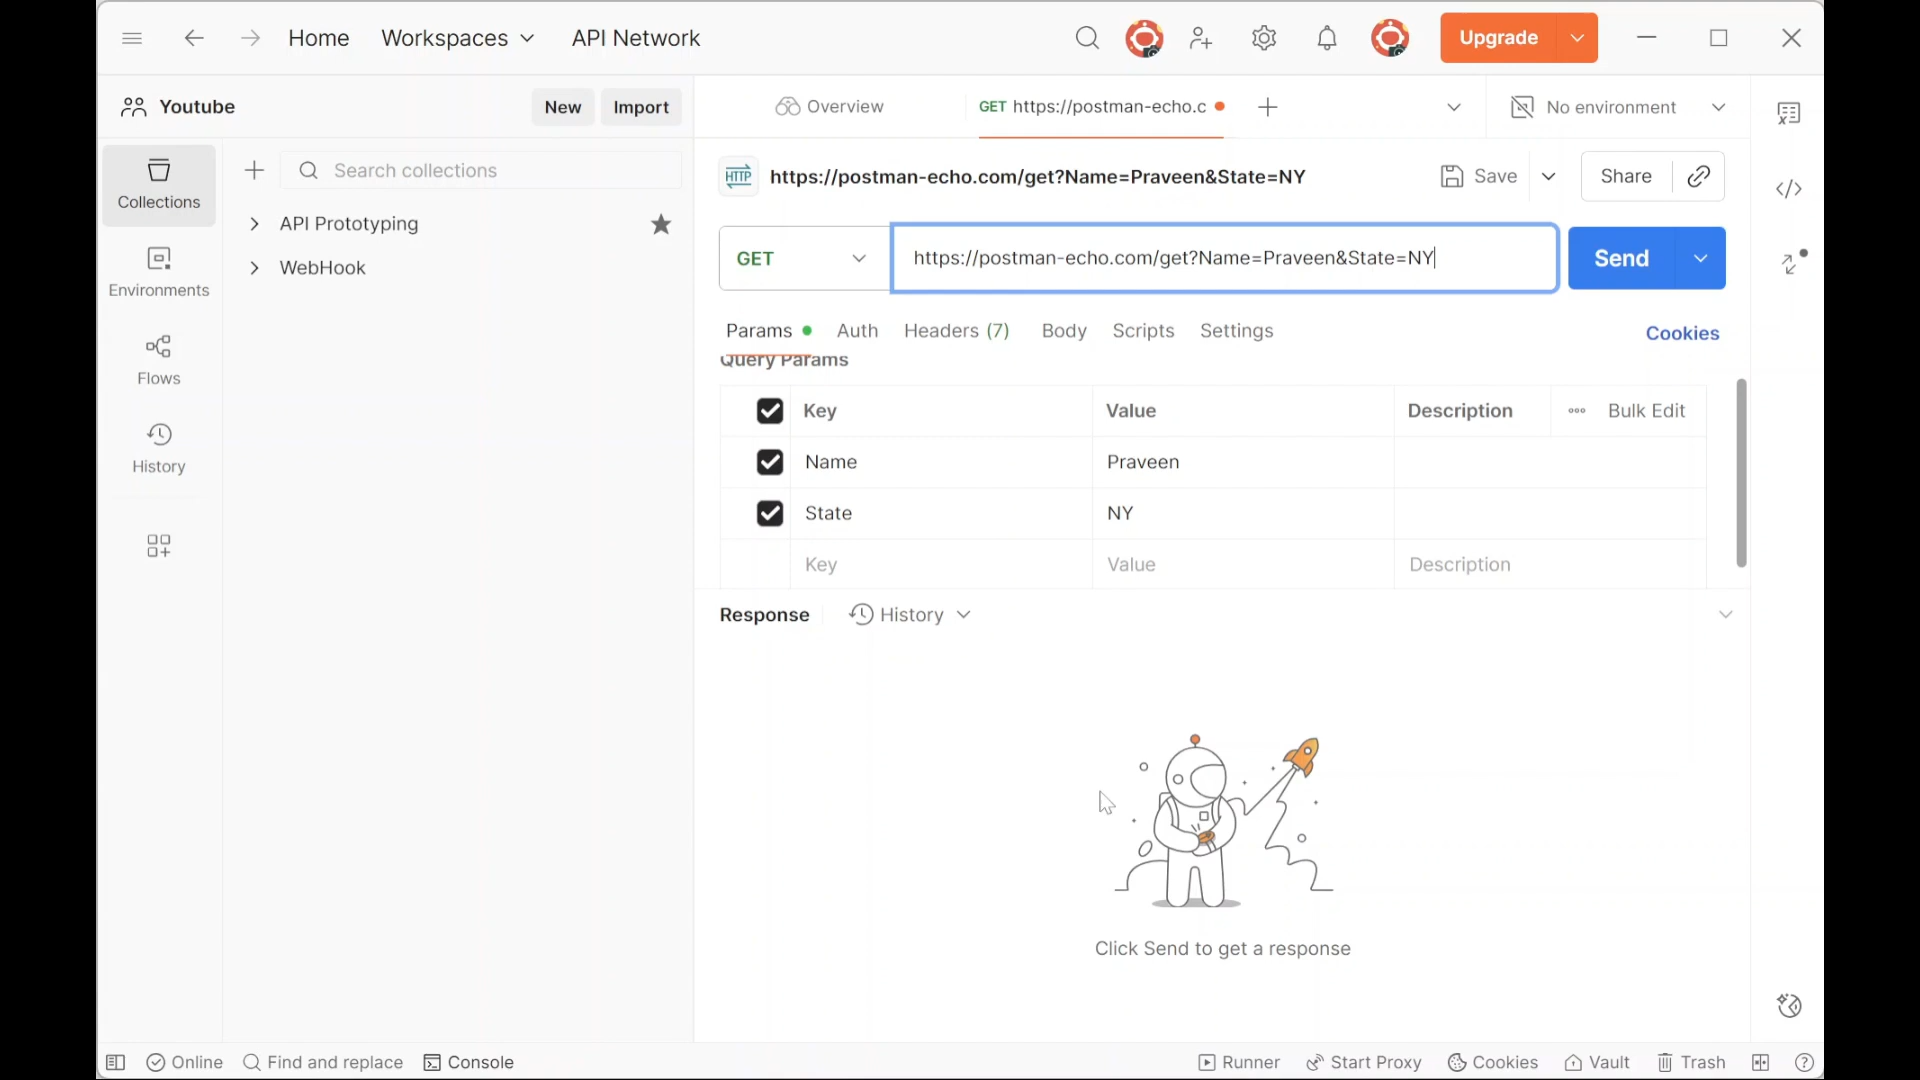 Home Workspaces API Network Upgrade
Youtube New Import Overview GET https://postman-echo.c No environment
HTTP https://postman-echo.com/get?Name=Praveen&State=NY Save Share
Collections
Search collections
API Prototyping
WebHook
Environments
Flows
History
GET https://postman-echo.com/get?Name=Praveen&State=NY Send
Params Auth Headers (7) Body Scripts Settings Cookies
Query Params
Key Value Description Bulk Edit
Name Praveen
State NY
Key Value Description
Response History
Click Send to get a response
Online Find and replace Console Runner Start Proxy Cookies Vault Trash